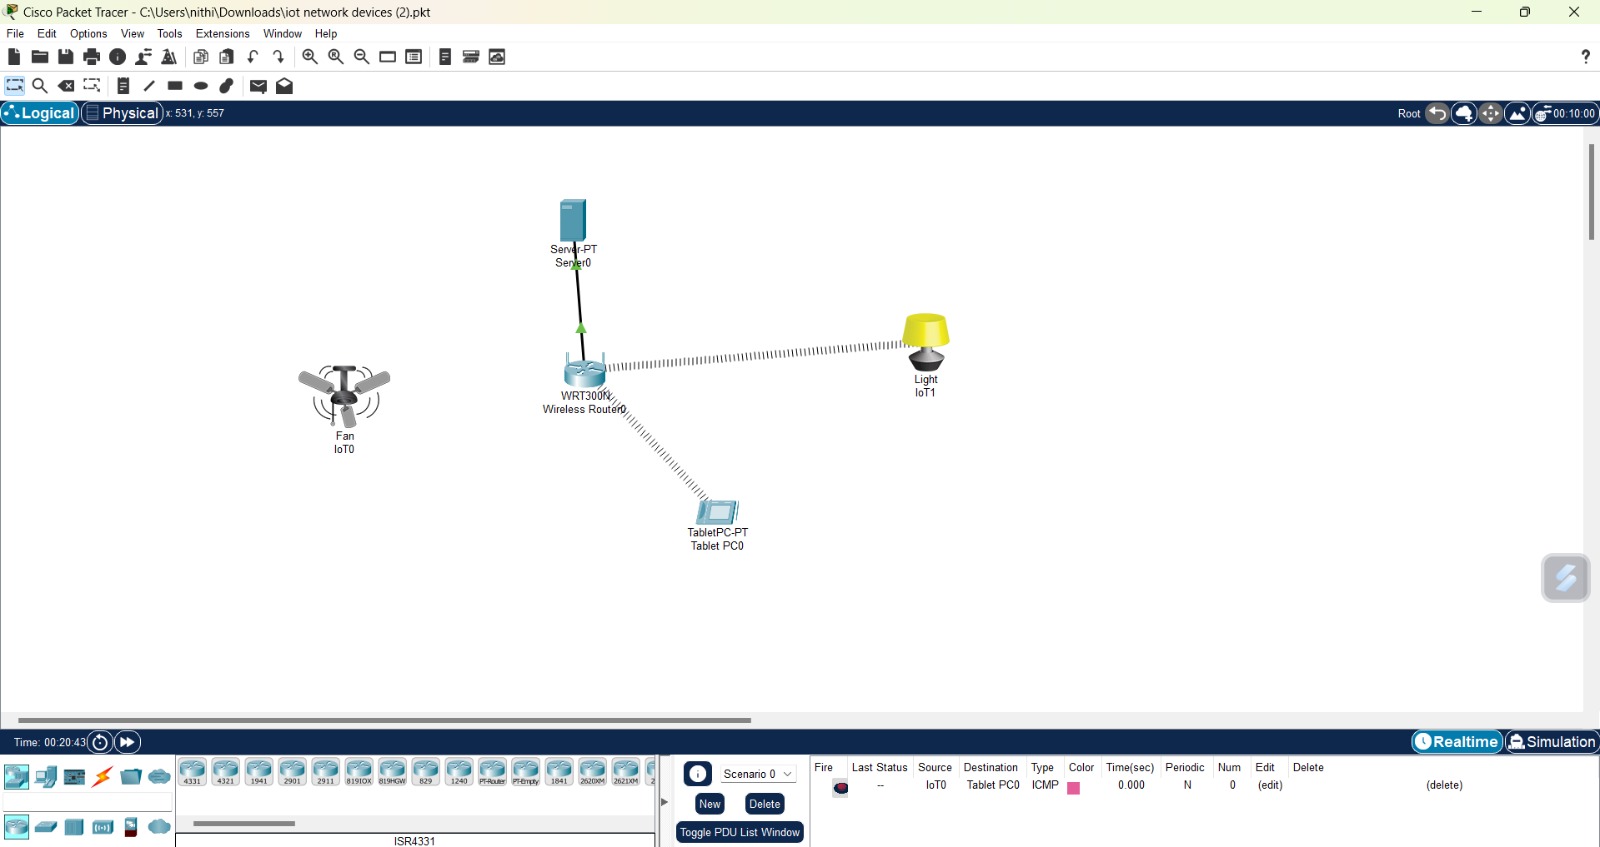 Cisco Packet Tracer - C:\Users\nithi\Downloads\iot network devices (2).pkt
File Edit Options View Tools Extensions Window Help
Logical Physical x: 531, y: 557 Root 00:10:00
Server-PT
Server0
WRT300N
Wireless Router0
Light
IoT1
Fan
IoT0
TabletPC-PT
Tablet PC0
Time: 00:20:43 Realtime Simulation
4331 4321 1941 2901 2911 819IOX 819HGW 829 1240 PT-Router PT-Empty 1841 2620XM 2621XM 2
ISR4331
Scenario 0
New Delete
Toggle PDU List Window
Fire Last Status Source Destination Type Color Time(sec) Periodic Num Edit Delete
-- IoT0 Tablet PC0 ICMP 0.000 N 0 (edit) (delete)